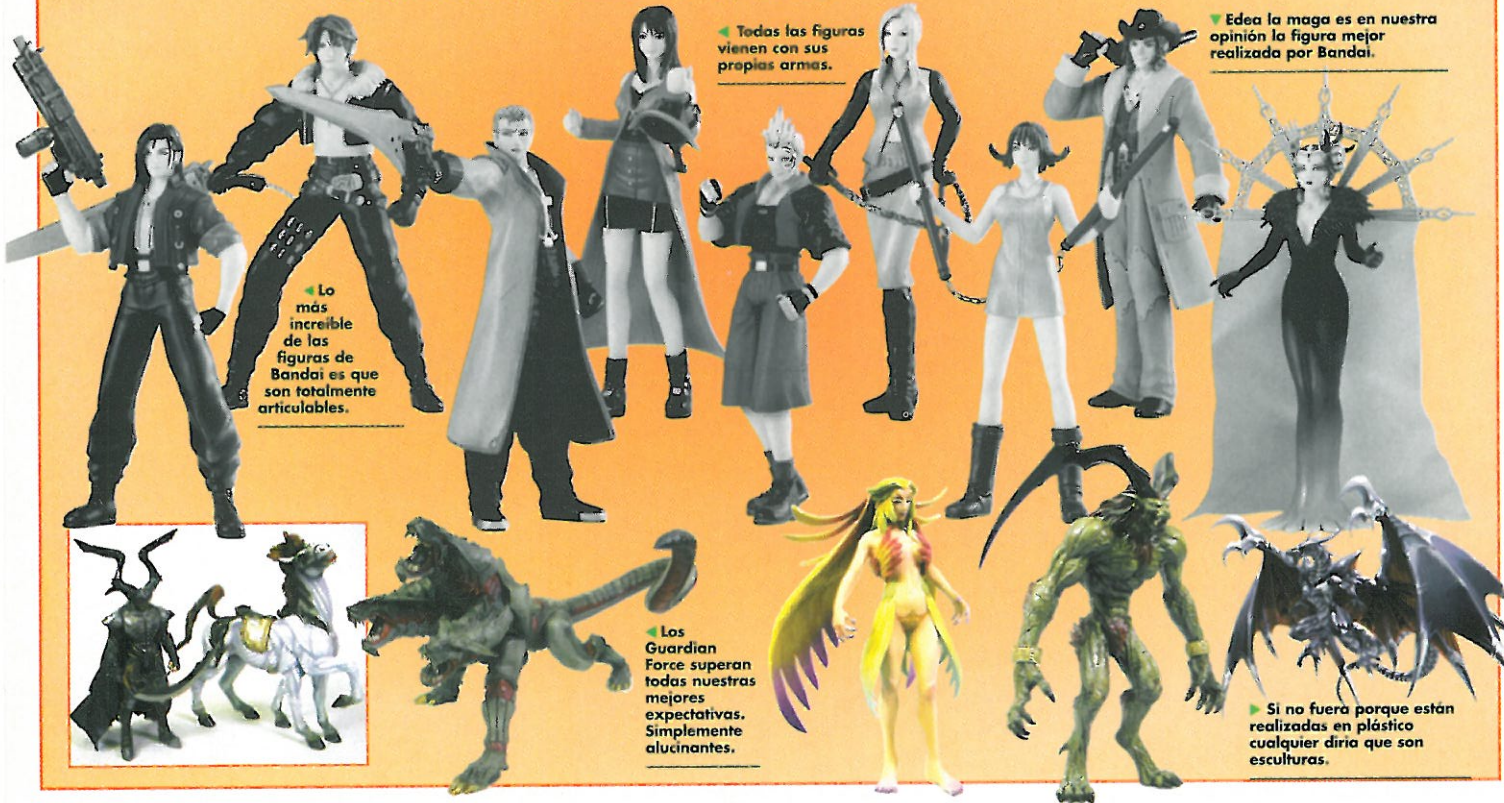 Todas las figuras
vienen con sus
propias armas.
Edea la maga es en nuestra
opinión la figura mejor
realizada por Bandai.
Lo
más
increible
de las
figuras de
Bandai es que
son totalmente
articulables.
Los
Guardian
Force superan
todas nuestras
mejores
expectativas.
Simplemente
alucinantes.
Si no fuera porque están
realizadas en plástico
cualquier diria que son
esculturas.